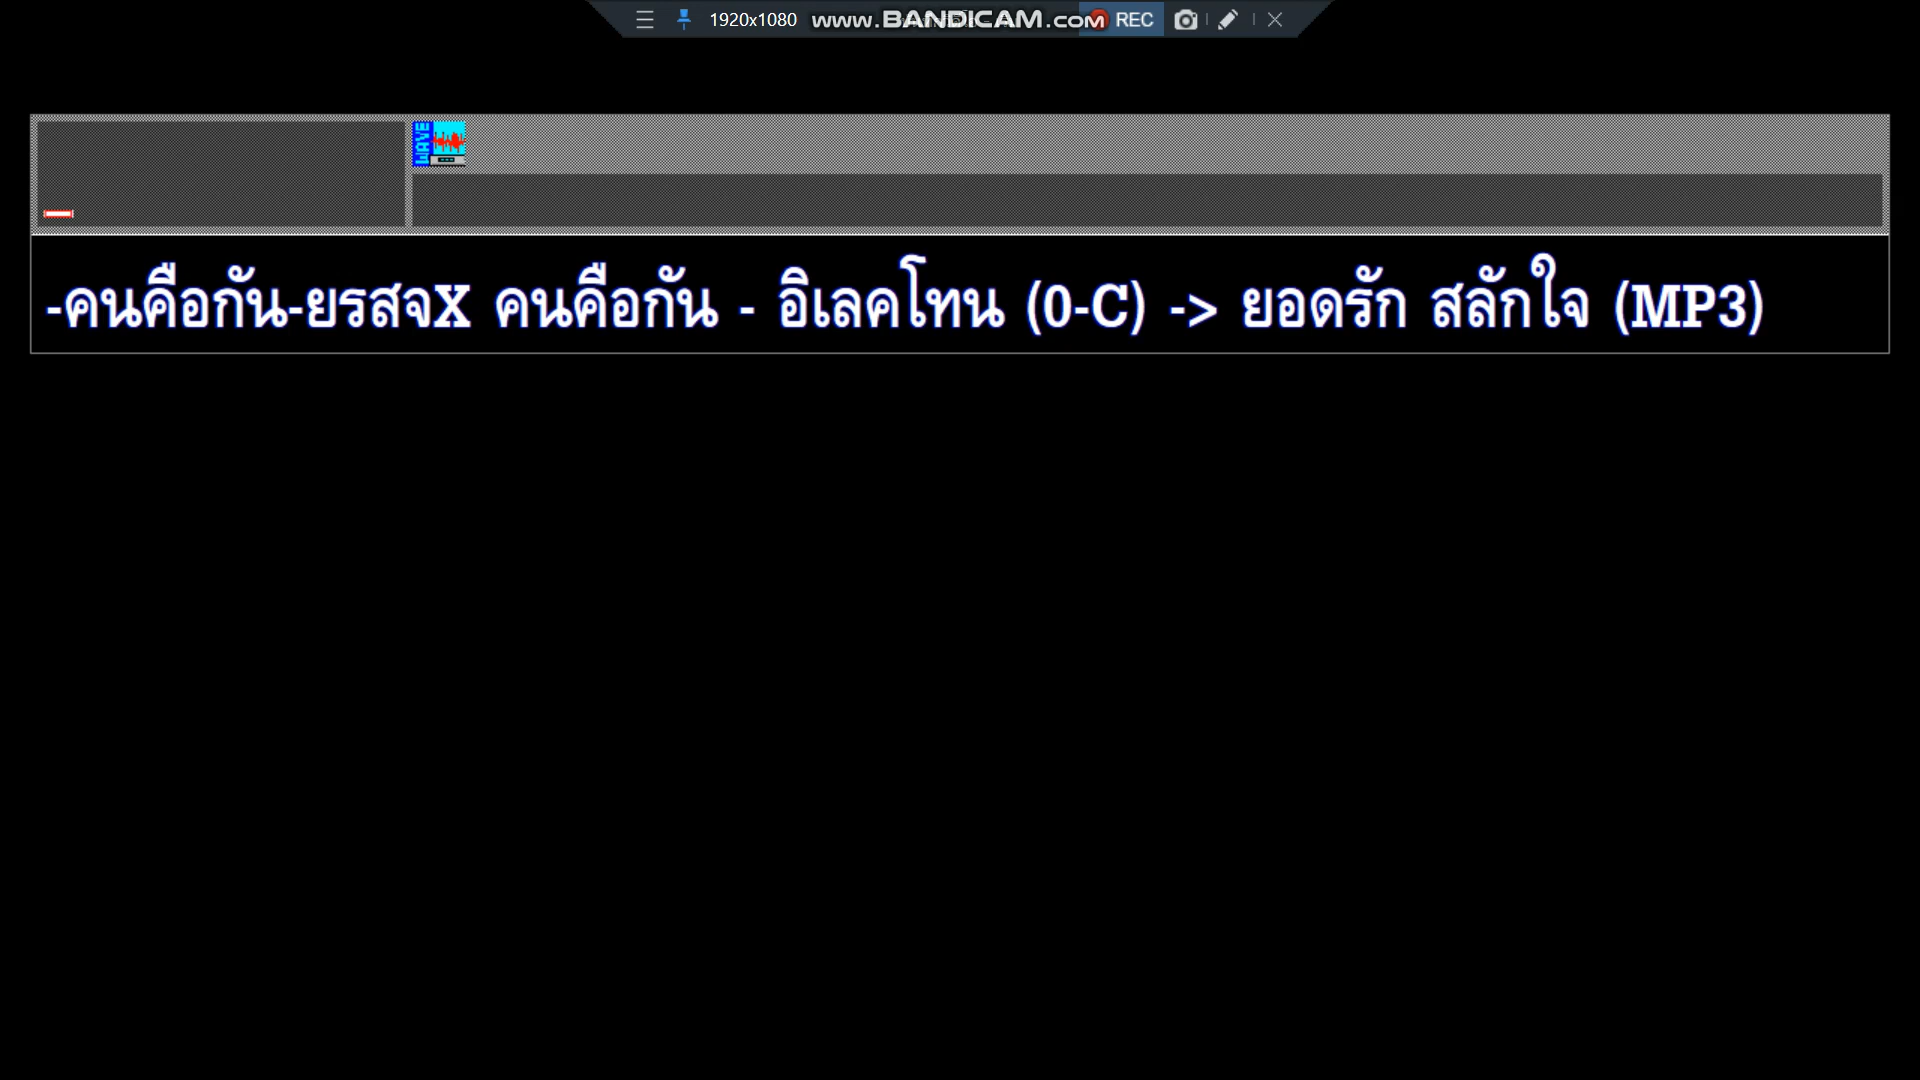 1920x1080 www.BANDICAM.com REC
WAVE
-คนคือกัน-ยรสจX คนคือกัน - อิเลคโทน (0-C) -> ยอดรัก สลักใจ (MP3)